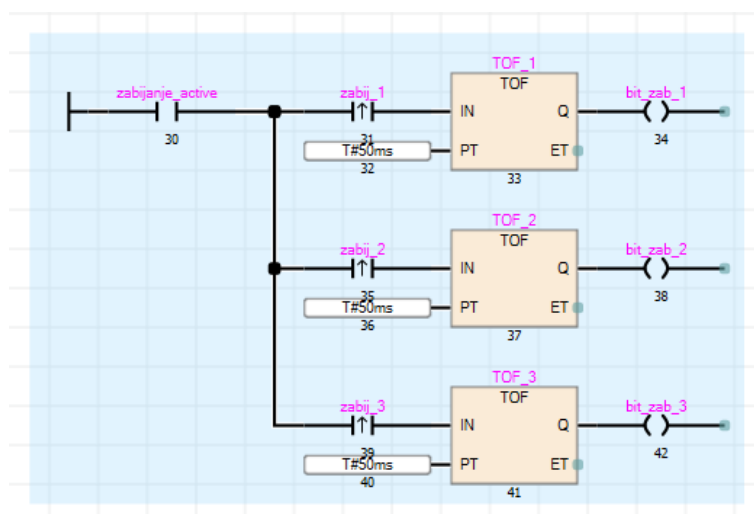 TOF_1
zabijanje_active
zabij_1
TOF
bit_zab_1
IN
Q
30
31
34
T#50ms
PT
ET
32
33
TOF_2
zabij_2
TOF
bit_zab_2
IN
Q
35
38
T#50ms
PT
ET
36
37
TOF_3
zabij_3
TOF
bit_zab_3
IN
Q
39
42
T#50ms
PT
ET
40
41